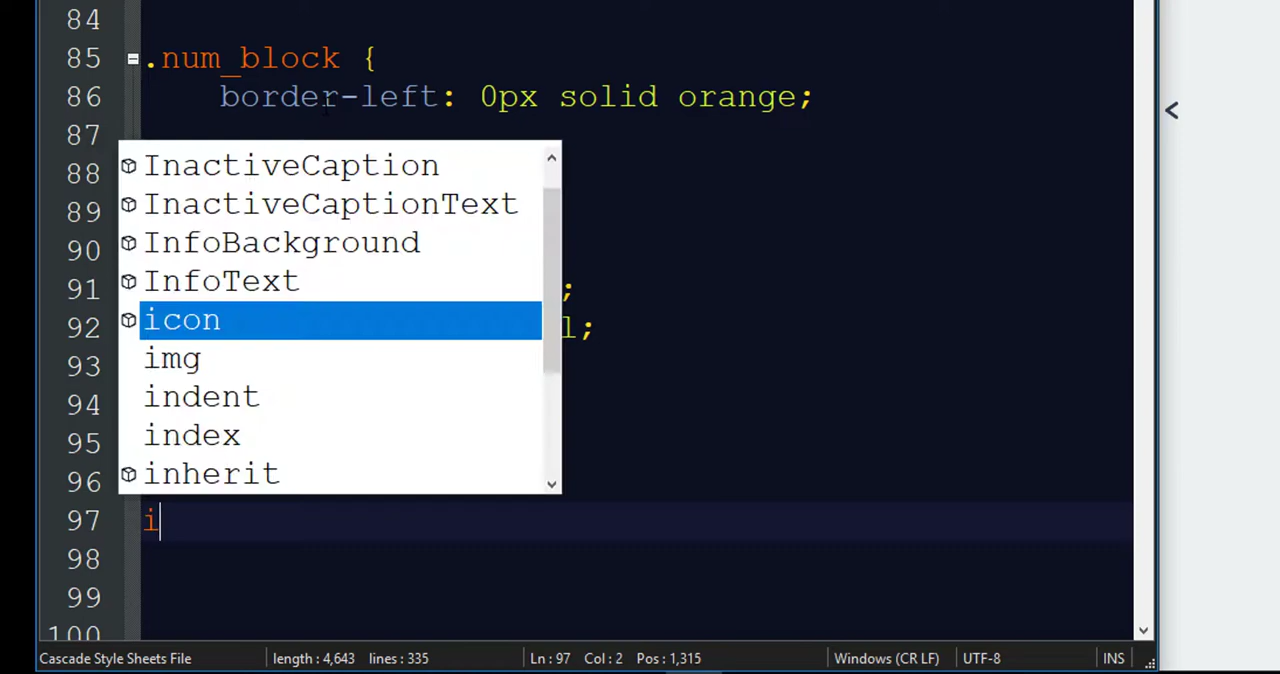 84
85 .num_block {
86 border-left: 0px solid orange;
87
88 InactiveCaption
89 InactiveCaptionText
90 InfoBackground
91 InfoText ;
92 icon l;
93 img
94 indent
95 index
96 inherit
97 i
98
99
100
<
Cascade Style Sheets File length : 4,643 lines : 335 Ln : 97 Col : 2 Pos : 1,315 Windows (CR LF) UTF-8 INS